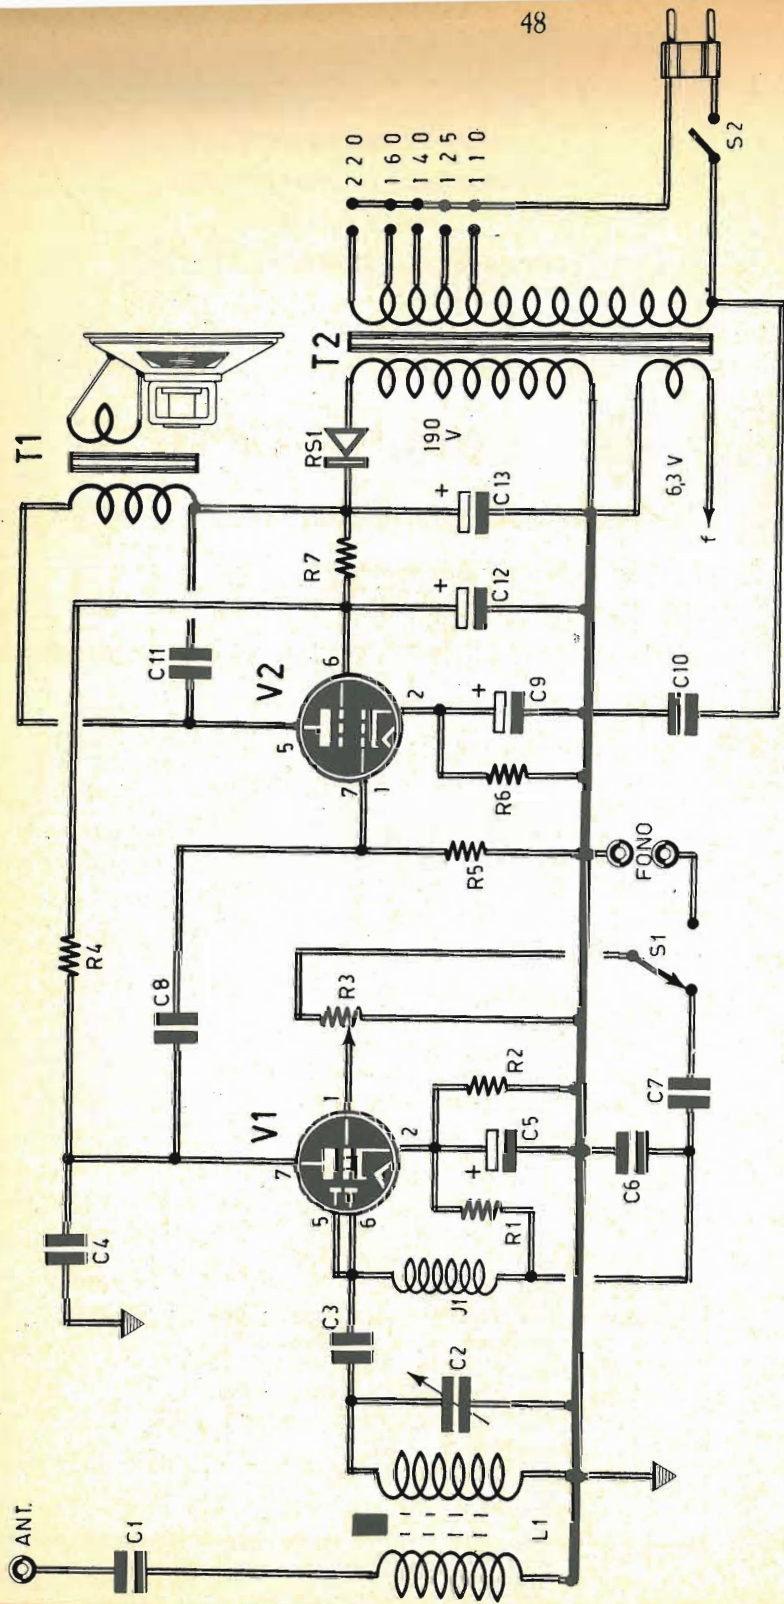 48
ANT.
C1
L1
C2
C3
J1
R1
C4
5
6
7
V1
1
2
C5
R2
C6
C7
R3
S1
FONO
C8
R4
R5
7
1
5
V2
6
2
R6
+
C9
C10
C11
+
C12
R7
+
C13
RS1
190
V
6,3 V
f
T1
T2
220
160
140
125
110
S2
+